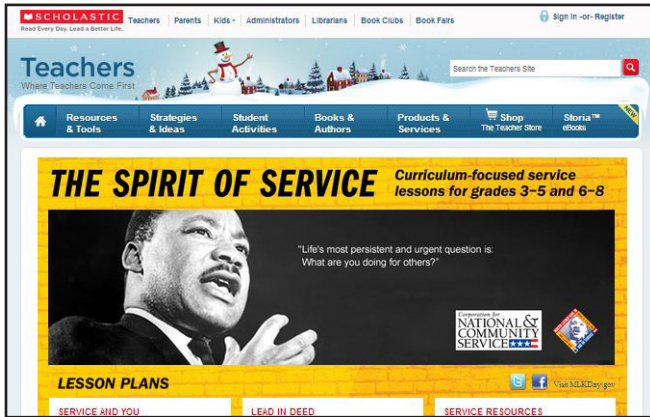 SCHOLASTIC
Read Every Day. Lead a Better Life.
Teachers Parents Kids Administrators Librarians Book Clubs Book Fairs
Sign In -or- Register
Teachers
Where Teachers Come First
Search the Teachers Site
Resources & Tools
Strategies & Ideas
Student Activities
Books & Authors
Products & Services
Shop
The Teacher Store
Storia™
eBooks
NEW
THE SPIRIT OF SERVICE
Curriculum-focused service
lessons for grades 3–5 and 6–8
"Life's most persistent and urgent question is:
What are you doing for others?"
Corporation for
NATIONAL &
COMMUNITY
SERVICE
LESSON PLANS
Visit MLKDay.gov
SERVICE AND YOU
LEAD IN DEED
SERVICE RESOURCES